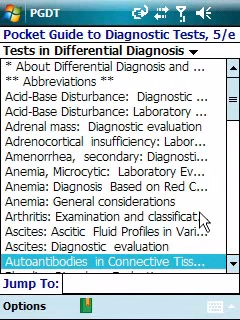 PGDT
Pocket Guide to Diagnostic Tests, 5/e
Tests in Differential Diagnosis
* About Differential Diagnosis and ...
** Abbreviations **
Acid-Base Disturbance: Diagnostic ...
Acid-Base Disturbance: Laboratory ...
Adrenal mass: Diagnostic evaluation
Adrenocortical insufficiency: Labor...
Amenorrhea, secondary: Diagnosti...
Anemia, Microcytic: Laboratory Ev...
Anemia: Diagnosis Based on Red C...
Anemia: General considerations
Arthritis: Examination and classificat...
Ascites: Ascitic Fluid Profiles in Vari...
Ascites: Diagnostic evaluation
Autoantibodies in Connective Tiss...
Jump To:
Options